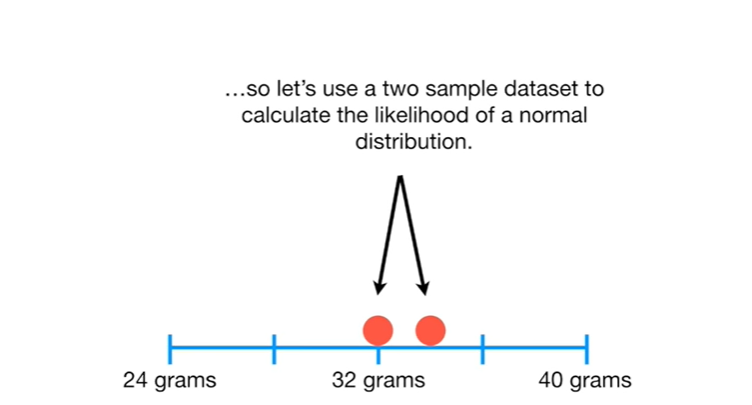 …so let’s use a two sample dataset to
calculate the likelihood of a normal
distribution.
24 grams
32 grams
40 grams